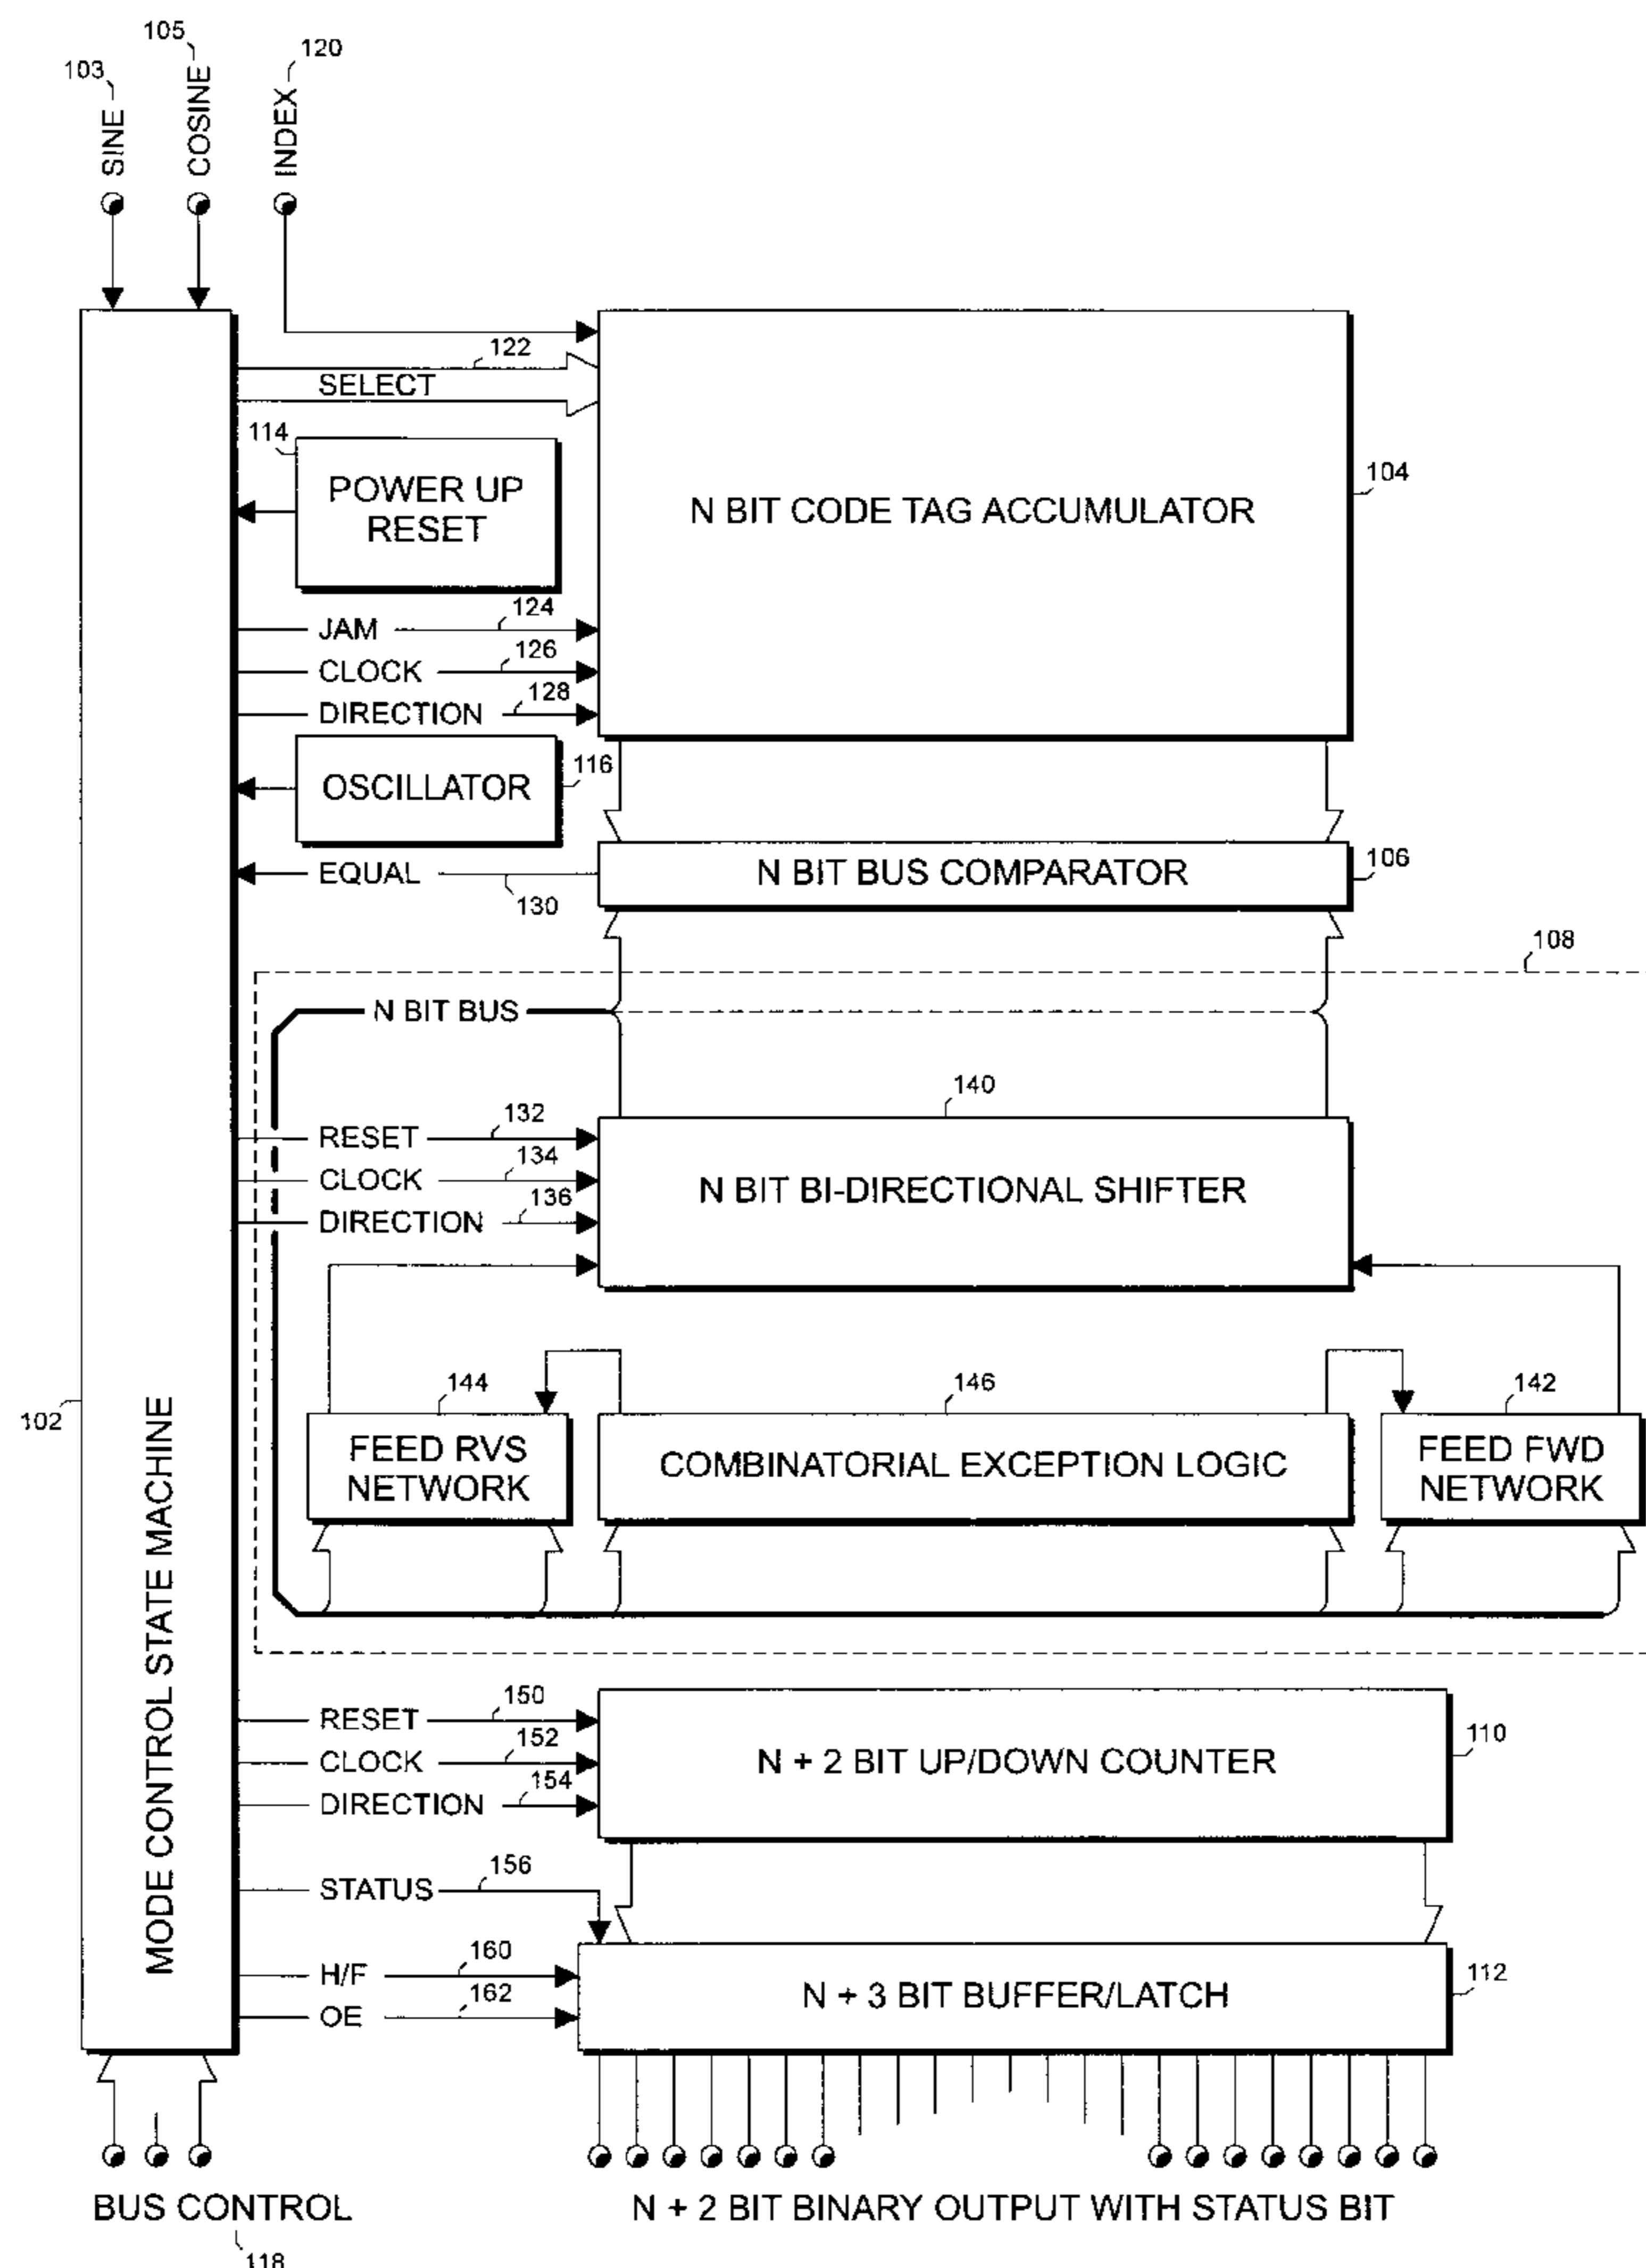 103
SINE
105
COSINE
120
INDEX
122
SELECT
114
POWER UP
RESET
104
N BIT CODE TAG ACCUMULATOR
JAM
124
CLOCK
126
DIRECTION
128
OSCILLATOR
116
EQUAL
130
N BIT BUS COMPARATOR
106
108
N BIT BUS
140
RESET
132
CLOCK
134
DIRECTION
136
N BIT BI-DIRECTIONAL SHIFTER
144
FEED RVS
NETWORK
146
COMBINATORIAL EXCEPTION LOGIC
142
FEED FWD
NETWORK
102
MODE CONTROL STATE MACHINE
RESET
150
CLOCK
152
DIRECTION
154
N + 2 BIT UP/DOWN COUNTER
110
STATUS
156
H/F
160
OE
162
N + 3 BIT BUFFER/LATCH
112
BUS CONTROL
118
N + 2 BIT BINARY OUTPUT WITH STATUS BIT